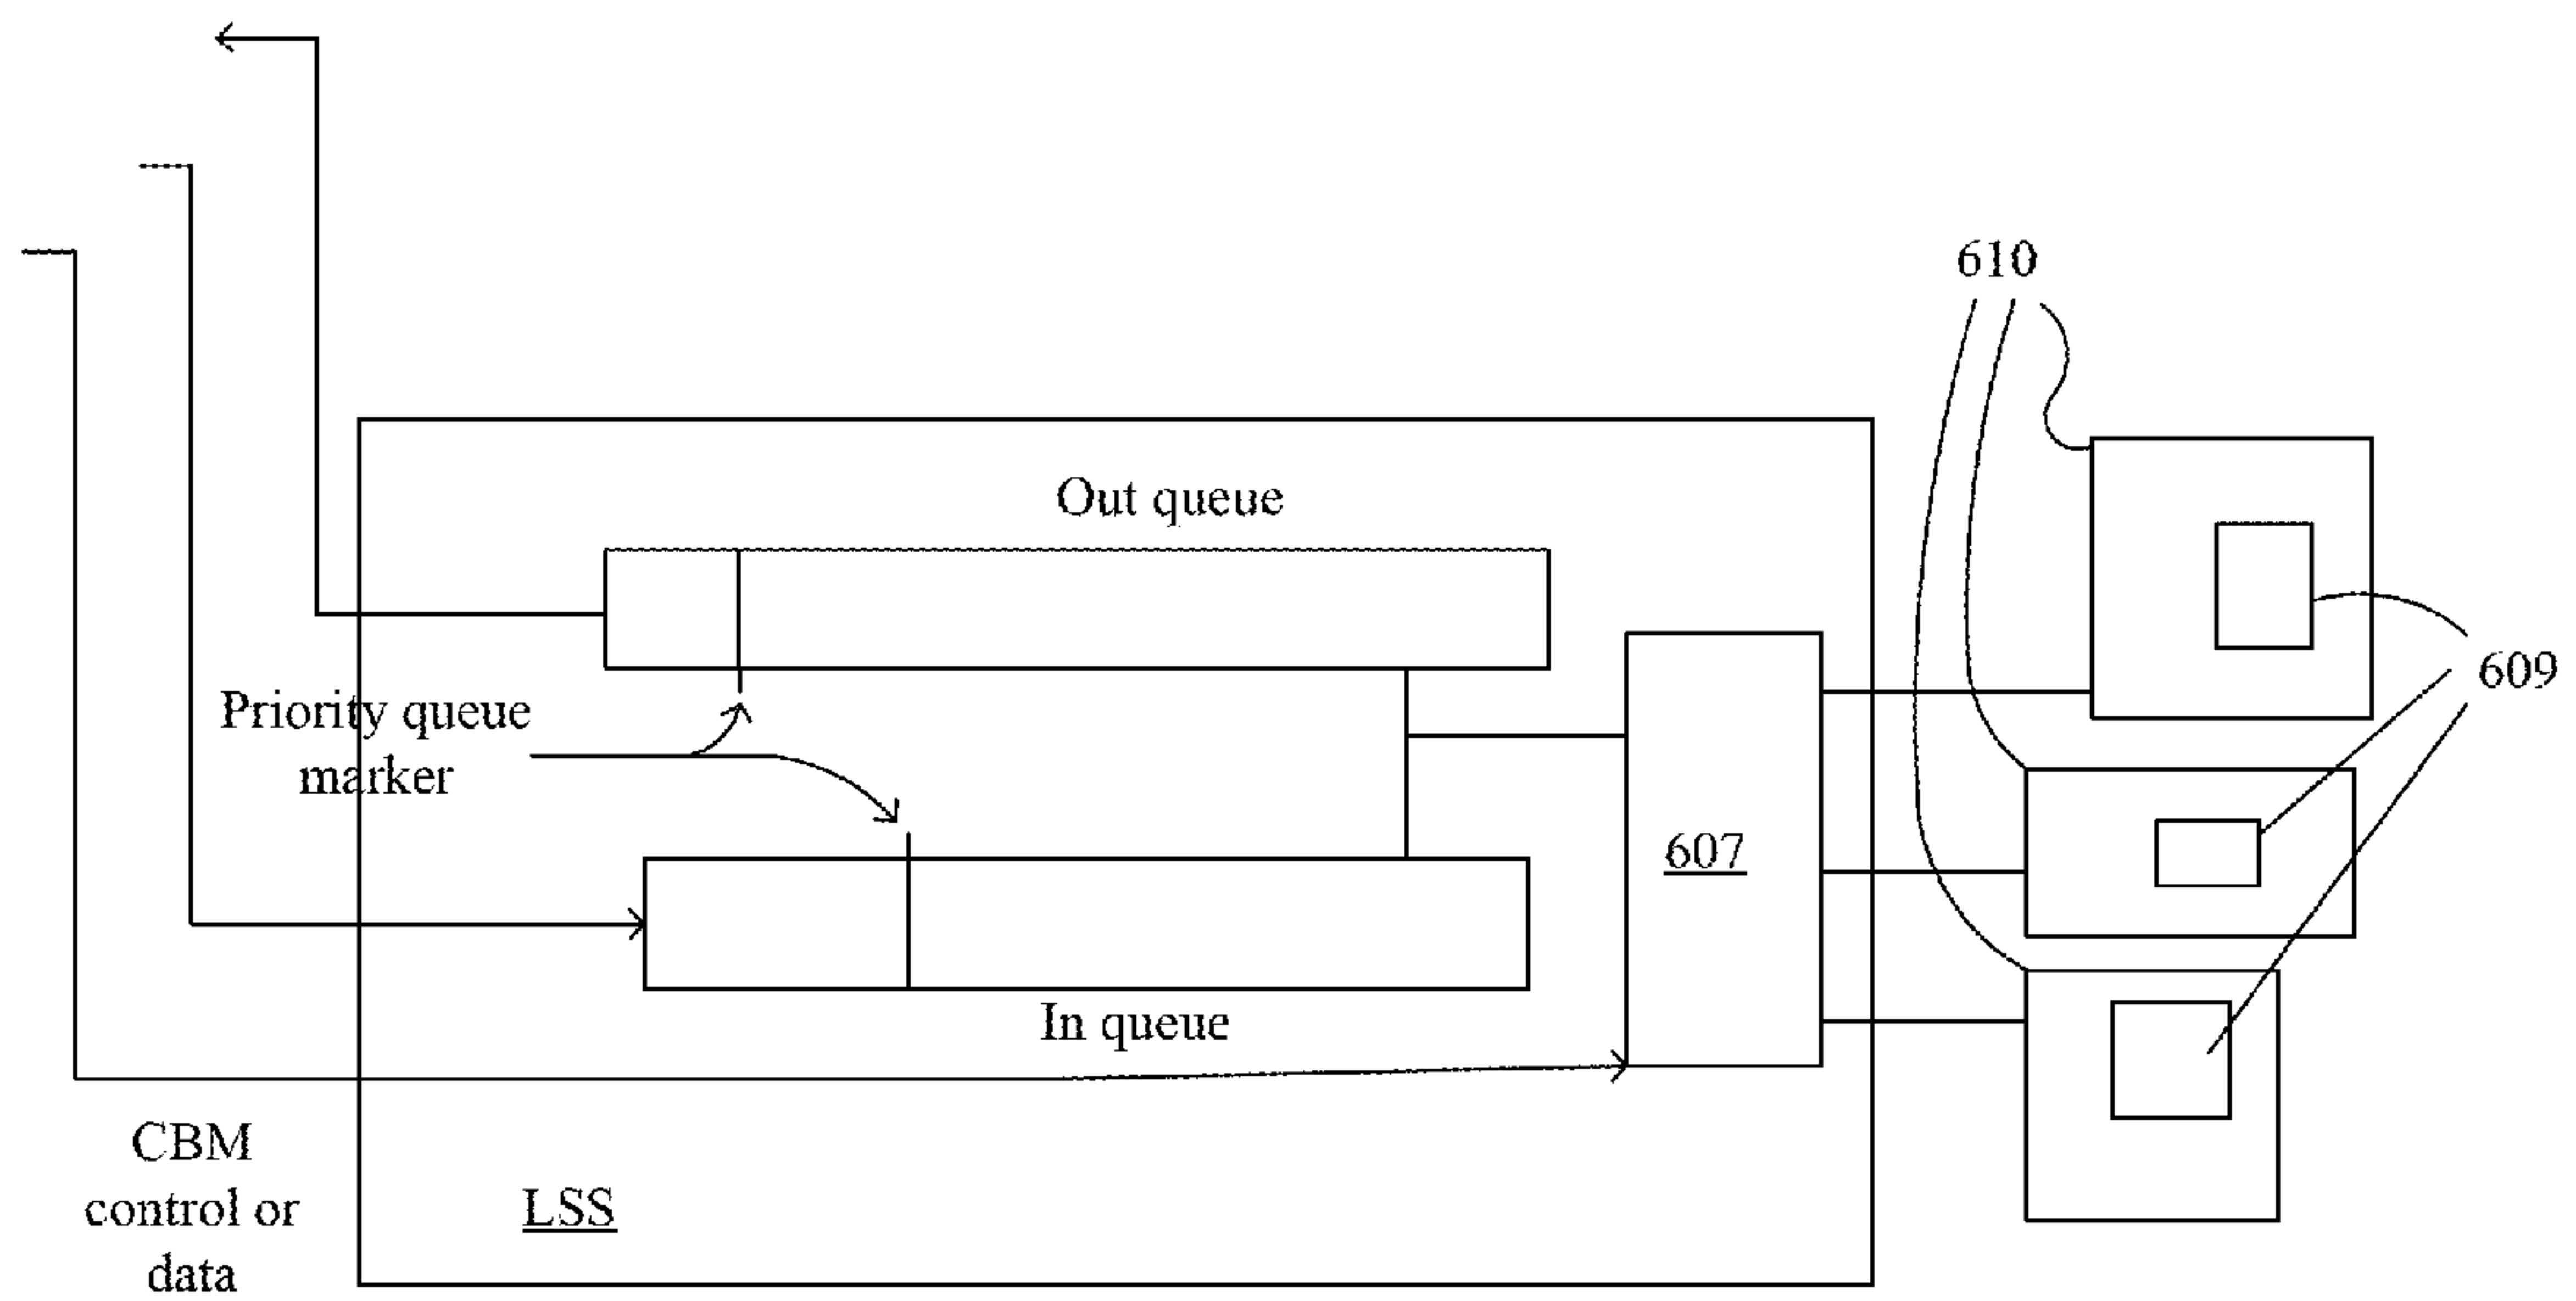 610
Out queue
609
Priority queue
marker
607
In queue
CBM
control or
data
LSS